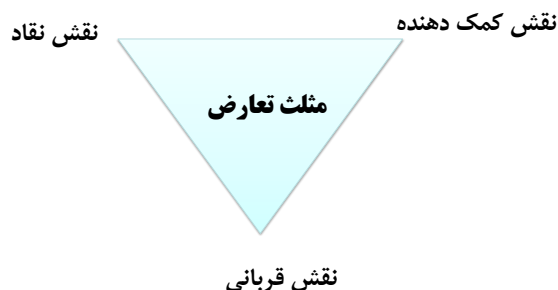 نقش کمک دهنده
نقش نقاد
مثلث تعارض
نقش قربانی